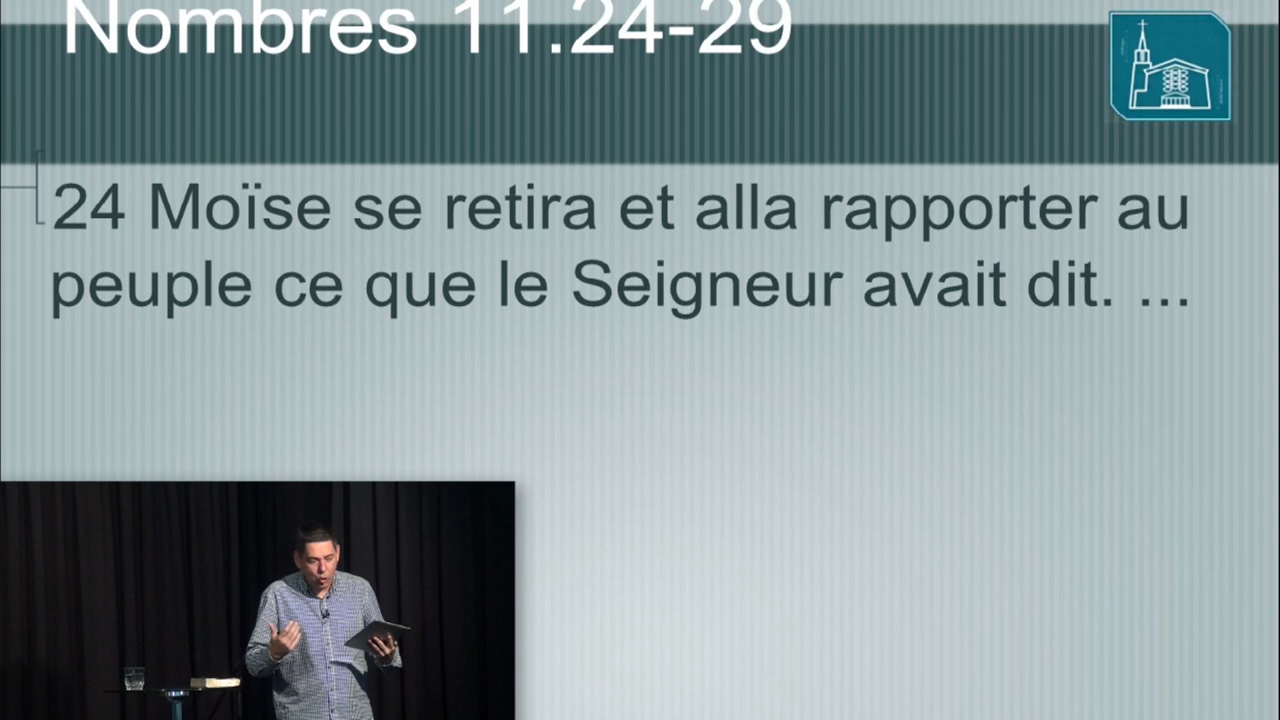 Nombres 11.24-29
24 Moïse se retira et alla rapporter au
peuple ce que le Seigneur avait dit. ...